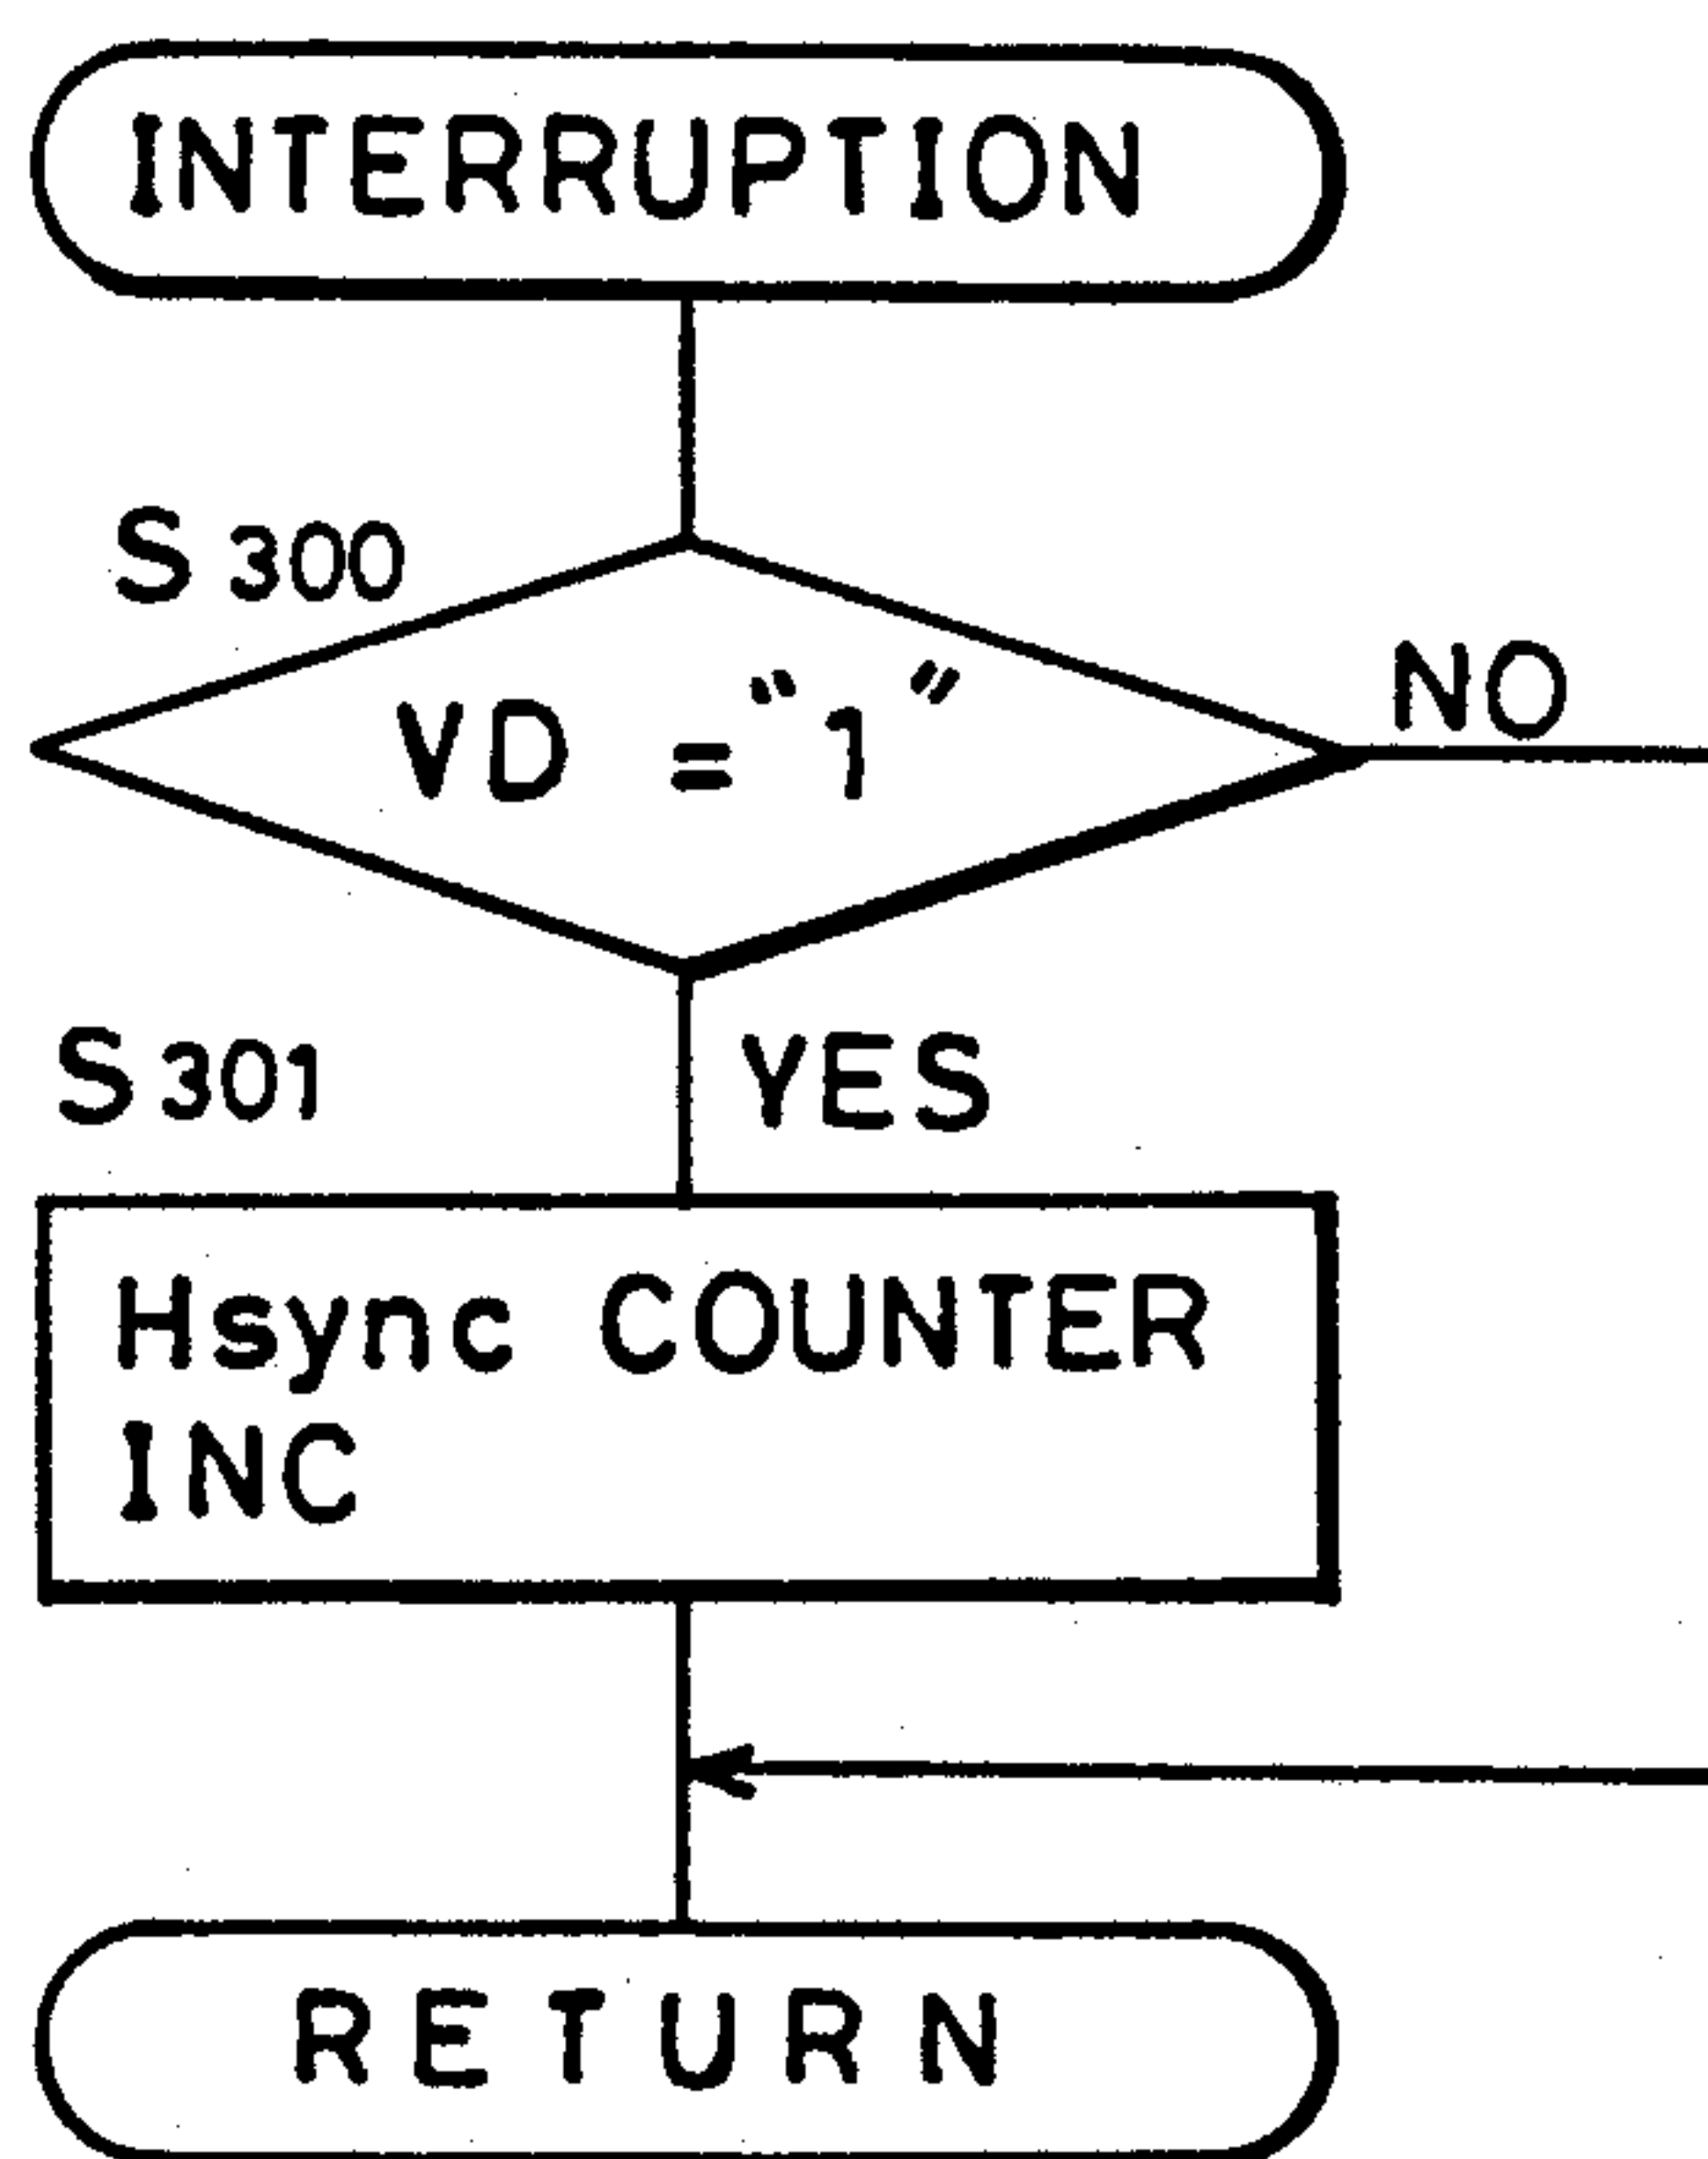 INTERRUPTION
S300
VD = “1”
NO
S301
YES
Hsync COUNTER
INC
RETURN